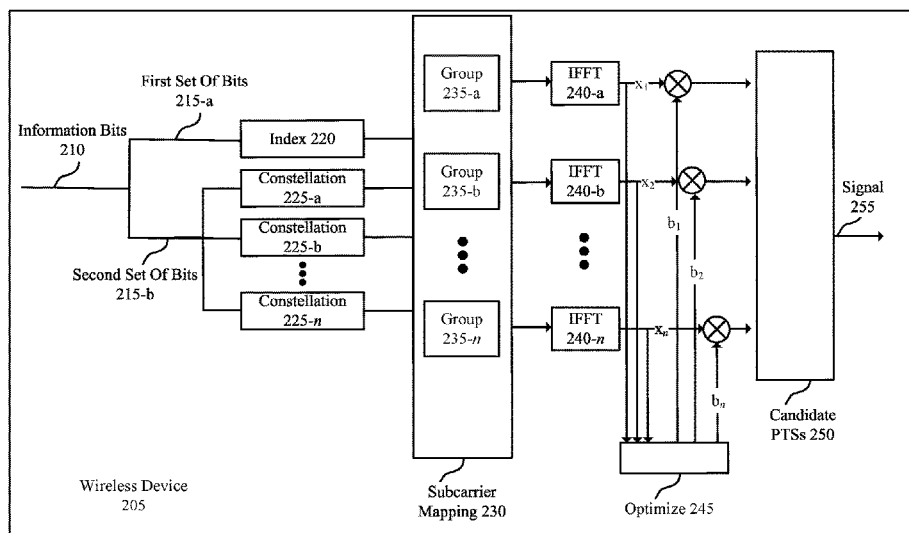 First Set Of Bits
215-a
Information Bits
210
Index 220
Constellation
225-a
Constellation
225-b
Constellation
225-n
Second Set Of Bits
215-b
Group
235-a
Group
235-b
Group
235-n
Subcarrier
Mapping 230
IFFT
240-a
IFFT
240-b
IFFT
240-n
x1
x2
xn
b1
b2
bn
Optimize 245
Candidate
PTSs 250
Signal
255
Wireless Device
205